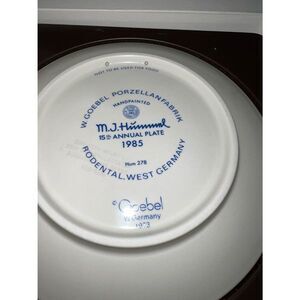 NOT TO BE USED FOR FOOD
W. GOEBEL PORZELLANFABRIK
HANDPAINTED
M.J. Hummel
15TH ANNUAL PLATE
1985
Hum 278
RODENTAL, WEST GERMANY
© Goebel
W. Germany